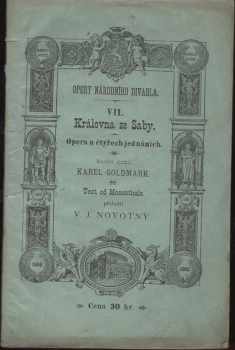 OPERY NÁRODNÍHO DIVADLA.
VII.
Královna ze Sáby.
Opera o čtyřech jednáních.
KAREL GOLDMARK.
Text od Mosenthala
přeložil
V. J. NOVOTNÝ
Cena 30 kr.